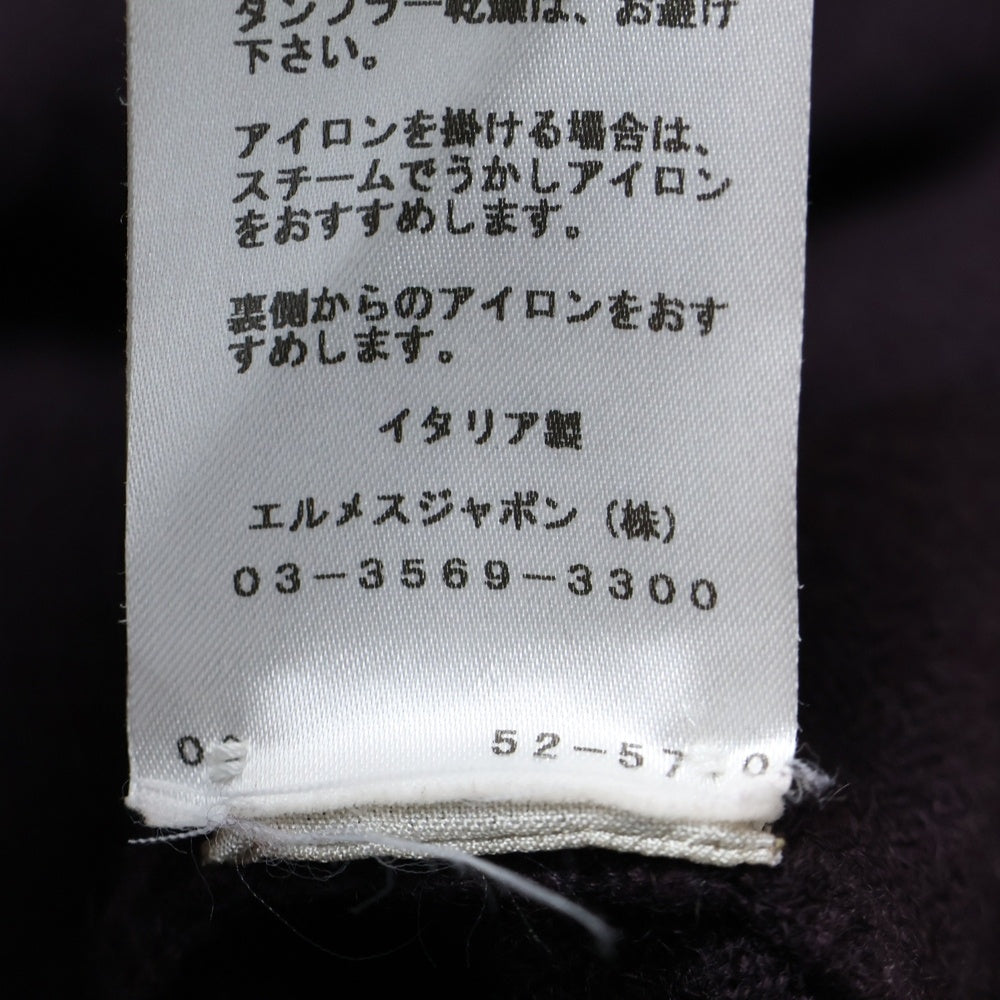 タンブラー乾燥は、お避け
下さい。
アイロンを掛ける場合は、
スチームでうかしアイロン
をおすすめします。
裏側からのアイロンをおす
すめします。
イタリア製
エルメスジャポン（株）
03-3569-3300
52-57